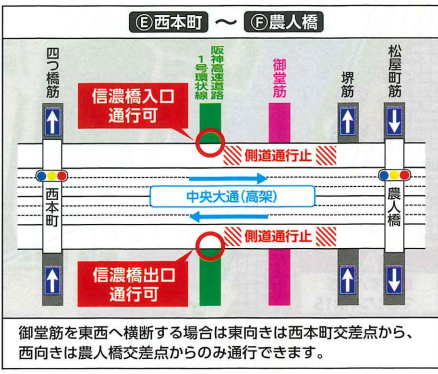 Ⓔ西本町 ～ Ⓕ農人橋
四つ橋筋
阪神高速道路
1号環状線
御堂筋
堺筋
松屋町筋
信濃橋入口
通行可
側道通行止
西本町
中央大通(高架)
農人橋
側道通行止
信濃橋出口
通行可
御堂筋を東西へ横断する場合は東向きは西本町交差点から、
西向きは農人橋交差点からのみ通行できます。